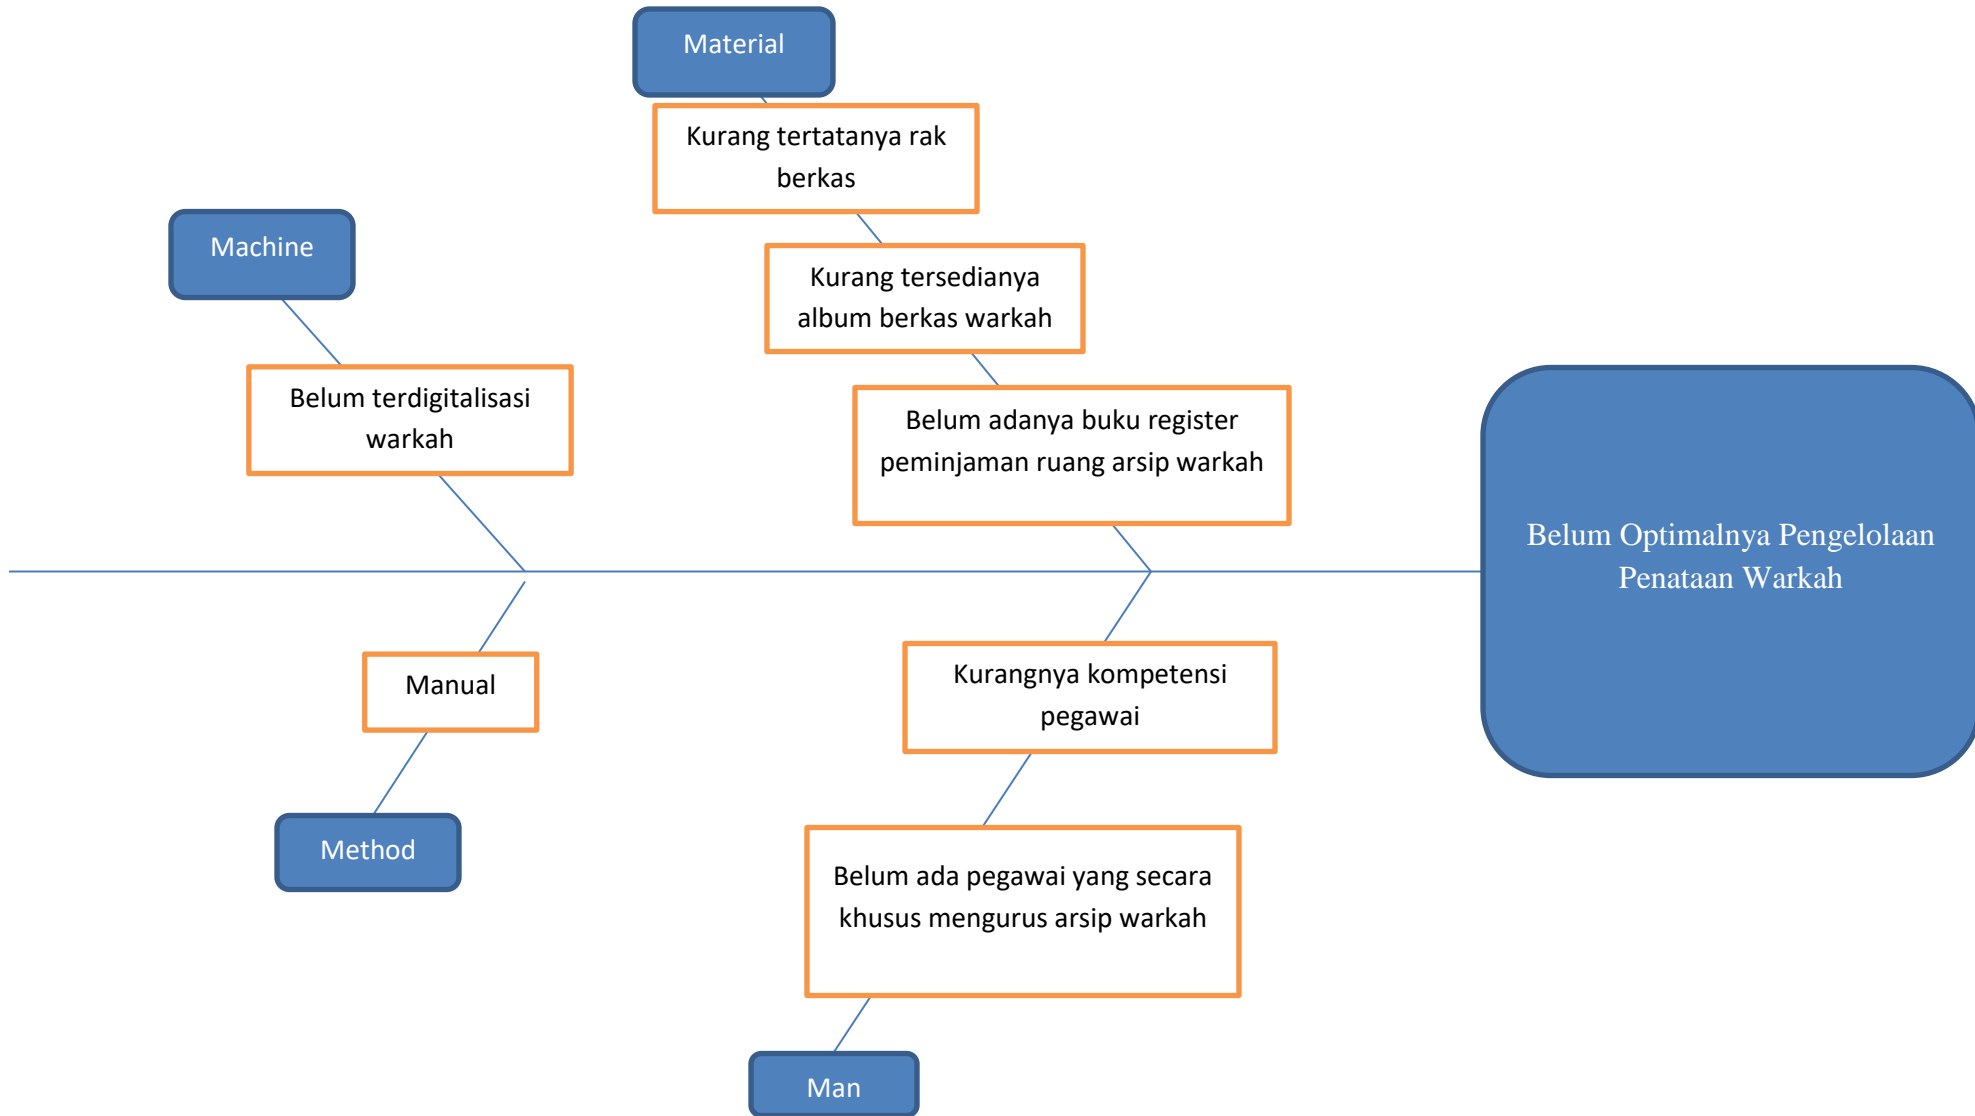 Material
Kurang tertatanya rak
berkas
Machine
Kurang tersedianya
album berkas warkah
Belum terdigitalisasi
warkah
Belum adanya buku register
peminjaman ruang arsip warkah
Belum Optimalnya Pengelolaan
Penataan Warkah
Manual
Kurangnya kompetensi
pegawai
Method
Belum ada pegawai yang secara
khusus mengurus arsip warkah
Man